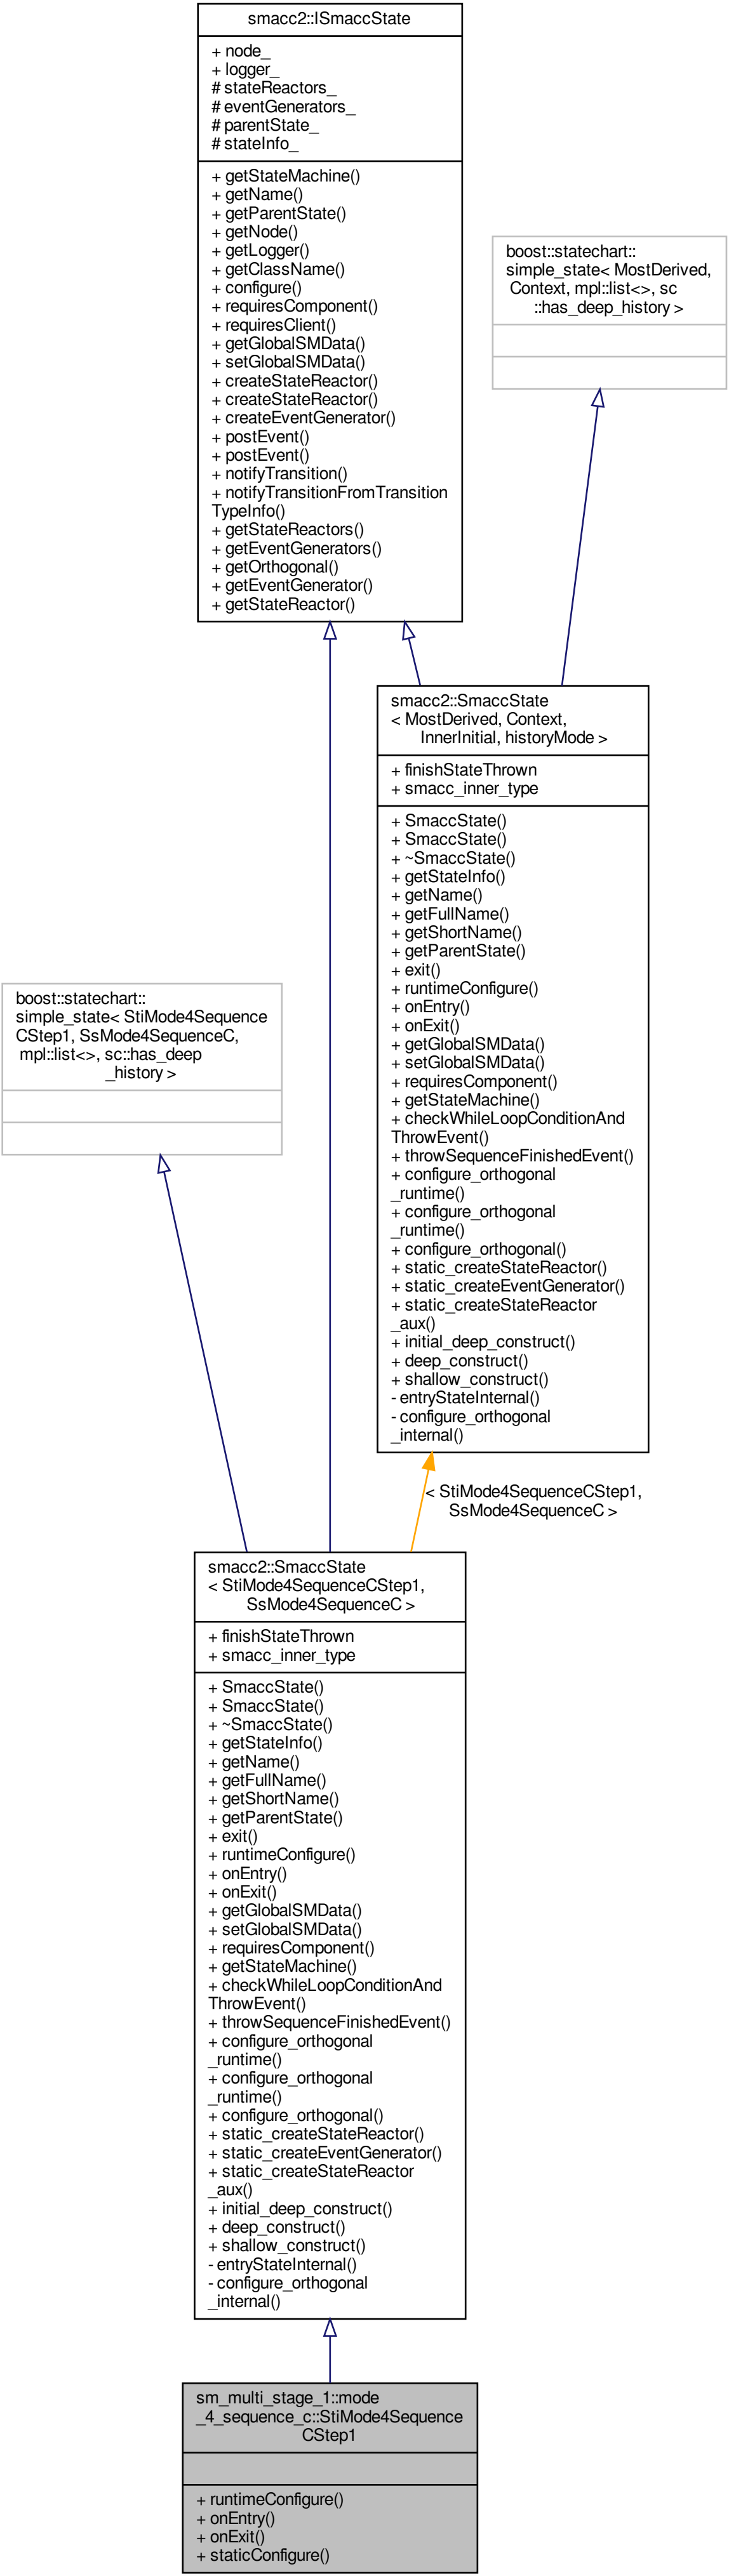 smacc2::ISmaccState
+ node_
+ logger_
# stateReactors_
# eventGenerators_
# parentState_
# stateInfo_
+ getStateMachine()
+ getName()
+ getParentState()
+ getNode()
+ getLogger()
+ getClassName()
+ configure()
+ requiresComponent()
+ requiresClient()
+ getGlobalSMData()
+ setGlobalSMData()
+ createStateReactor()
+ createStateReactor()
+ createEventGenerator()
+ postEvent()
+ postEvent()
+ notifyTransition()
+ notifyTransitionFromTransition
TypeInfo()
+ getStateReactors()
+ getEventGenerators()
+ getOrthogonal()
+ getEventGenerator()
+ getStateReactor()
boost::statechart::
simple_state< MostDerived,
Context, mpl::list<>, sc
::has_deep_history >
smacc2::SmaccState
< MostDerived, Context,
InnerInitial, historyMode >
+ finishStateThrown
+ smacc_inner_type
+ SmaccState()
+ SmaccState()
+ ~SmaccState()
+ getStateInfo()
+ getName()
+ getFullName()
+ getShortName()
+ getParentState()
+ exit()
+ runtimeConfigure()
+ onEntry()
+ onExit()
+ getGlobalSMData()
+ setGlobalSMData()
+ requiresComponent()
+ getStateMachine()
+ checkWhileLoopConditionAnd
ThrowEvent()
+ throwSequenceFinishedEvent()
+ configure_orthogonal
_runtime()
+ configure_orthogonal
_runtime()
+ configure_orthogonal()
+ static_createStateReactor()
+ static_createEventGenerator()
+ static_createStateReactor
_aux()
+ initial_deep_construct()
+ deep_construct()
+ shallow_construct()
- entryStateInternal()
- configure_orthogonal
_internal()
boost::statechart::
simple_state< StiMode4Sequence
CStep1, SsMode4SequenceC,
mpl::list<>, sc::has_deep
_history >
< StiMode4SequenceCStep1,
SsMode4SequenceC >
smacc2::SmaccState
< StiMode4SequenceCStep1,
SsMode4SequenceC >
+ finishStateThrown
+ smacc_inner_type
+ SmaccState()
+ SmaccState()
+ ~SmaccState()
+ getStateInfo()
+ getName()
+ getFullName()
+ getShortName()
+ getParentState()
+ exit()
+ runtimeConfigure()
+ onEntry()
+ onExit()
+ getGlobalSMData()
+ setGlobalSMData()
+ requiresComponent()
+ getStateMachine()
+ checkWhileLoopConditionAnd
ThrowEvent()
+ throwSequenceFinishedEvent()
+ configure_orthogonal
_runtime()
+ configure_orthogonal
_runtime()
+ configure_orthogonal()
+ static_createStateReactor()
+ static_createEventGenerator()
+ static_createStateReactor
_aux()
+ initial_deep_construct()
+ deep_construct()
+ shallow_construct()
- entryStateInternal()
- configure_orthogonal
_internal()
sm_multi_stage_1::mode
_4_sequence_c::StiMode4Sequence
CStep1
+ runtimeConfigure()
+ onEntry()
+ onExit()
+ staticConfigure()